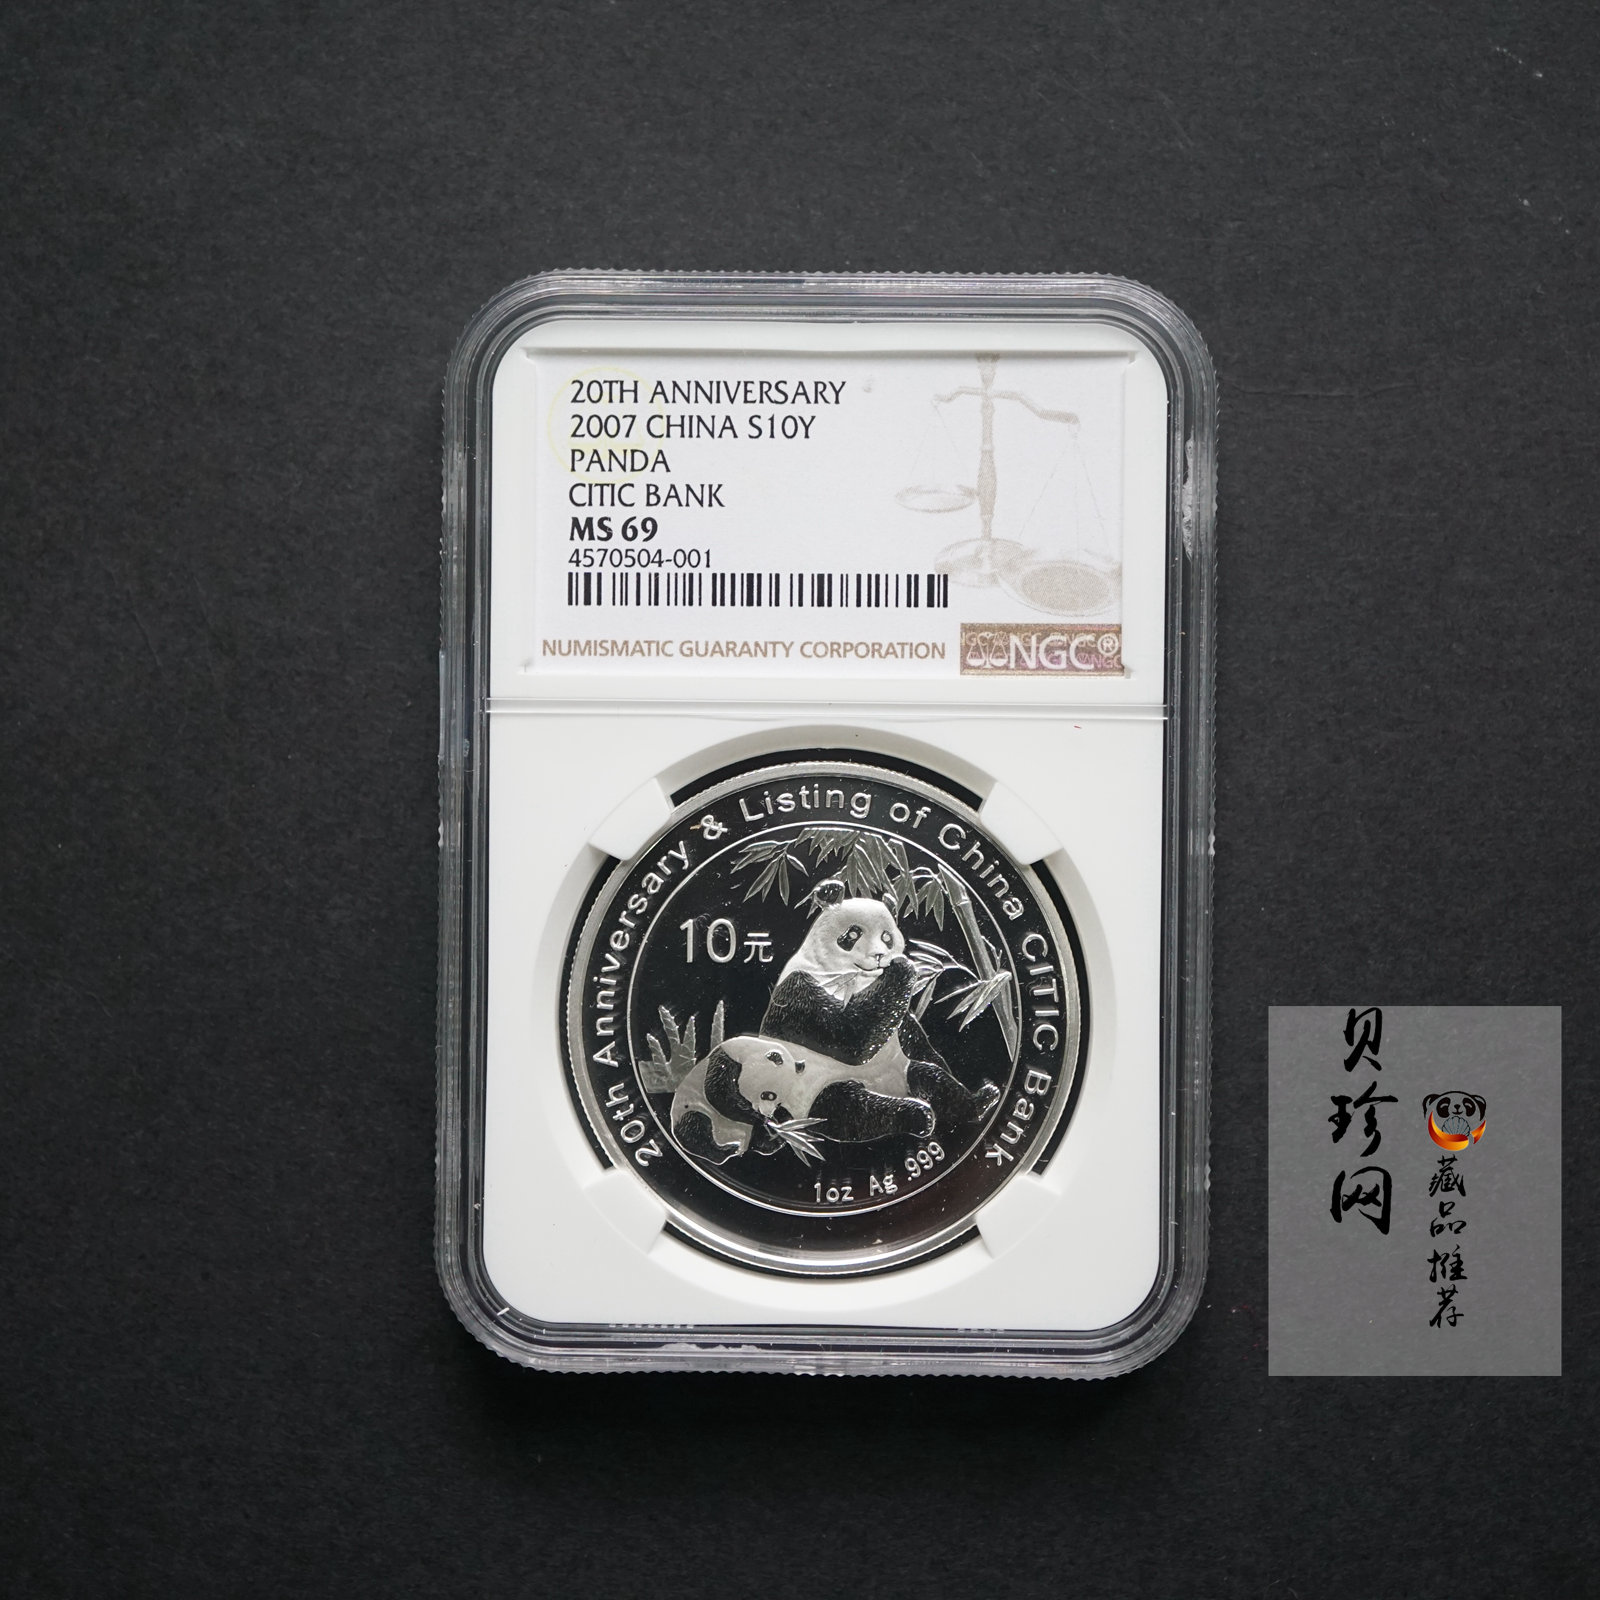 20TH ANNIVERSARY
2007 CHINA S10Y
PANDA
CITIC BANK
MS 69
4570504-001
NUMISMATIC GUARANTY CORPORATION
NGC®
20th Anniversary & Listing of China CITIC Bank
10元
1oz Ag .999
贝珍网
藏品推荐